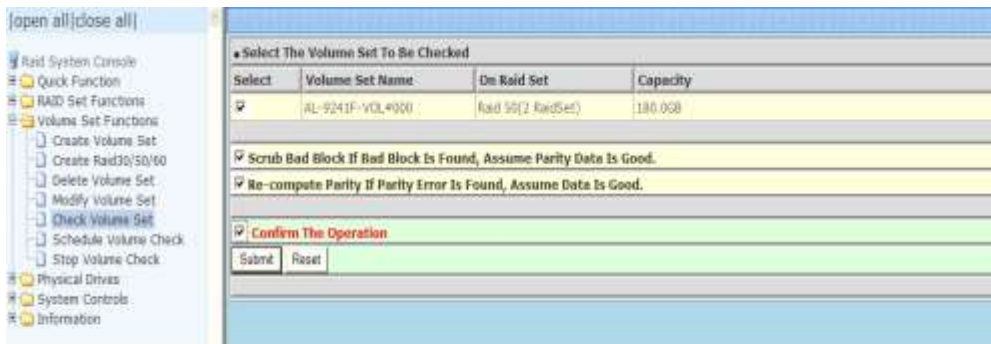 |open all|close all|
Raid System Console
Quick Function
RAID Set Functions
Volume Set Functions
Create Volume Set
Create Raid30/50/60
Delete Volume Set
Modify Volume Set
Check Volume Set
Schedule Volume Check
Stop Volume Check
Physical Drives
System Controls
Information
Select The Volume Set To Be Checked
Select Volume Set Name On Raid Set Capacity
AL-9241F-VOL#000 Raid 50(2 RaidSet) 180.0GB
Scrub Bad Block If Bad Block Is Found, Assume Parity Data Is Good.
Re-compute Parity If Parity Error Is Found, Assume Data Is Good.
Confirm The Operation
Submit Reset